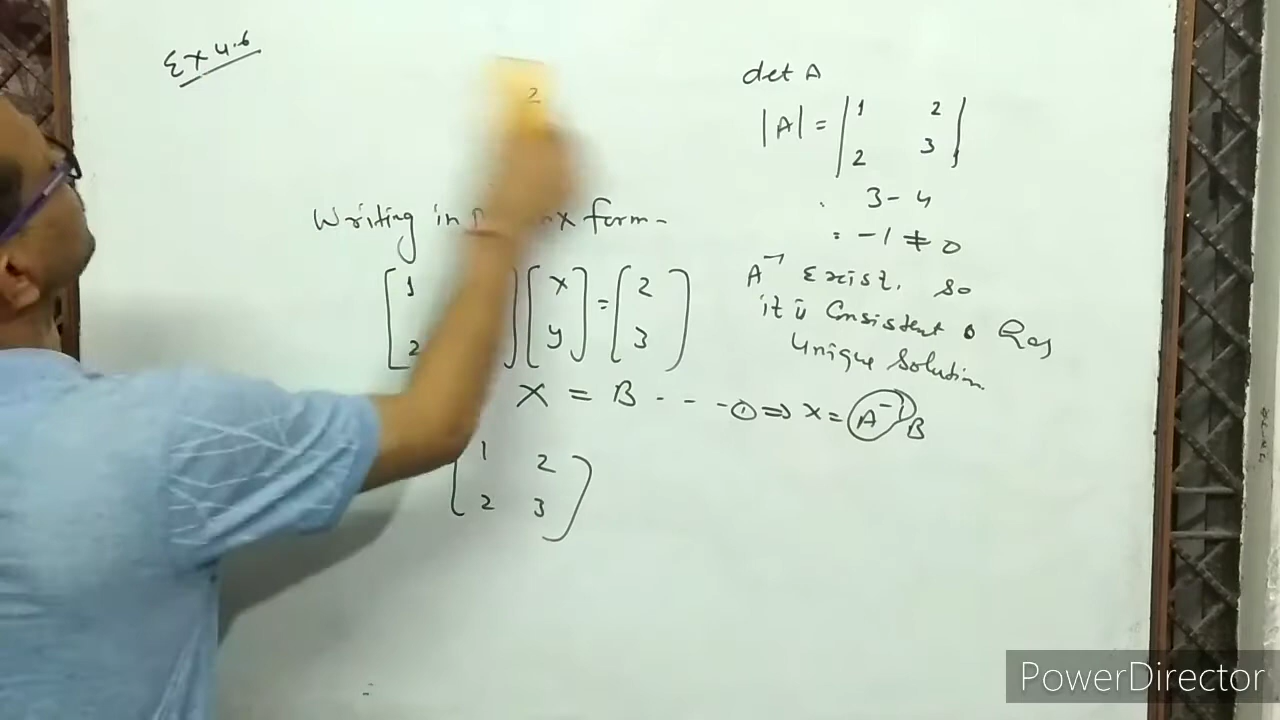 Ex 4.6
2
Writing in form-
[1
2 ] [x
y] = [2
3]
X = B - - - - ① ⇒ X = A⁻¹ B
[1 2
2 3]
det A
|A| = |1 2
2 3|
3 - 4
= -1 ≠ 0
A⁻¹ Exist. So
it is Consistent & has
Unique Solution
PowerDirector